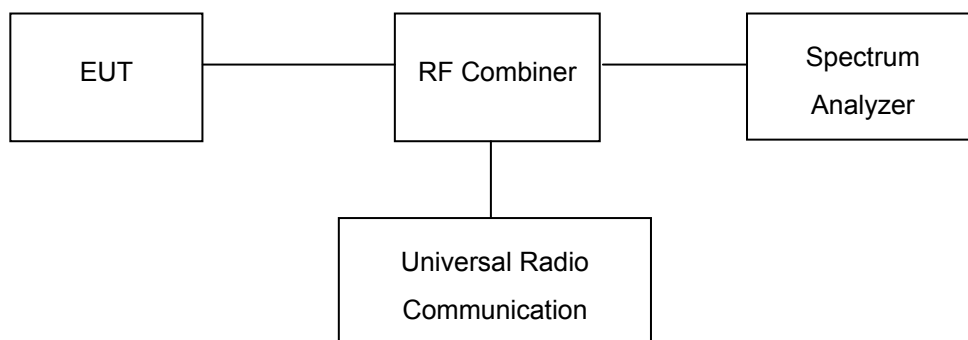 EUT
RF Combiner
Spectrum
Analyzer
Universal Radio
Communication